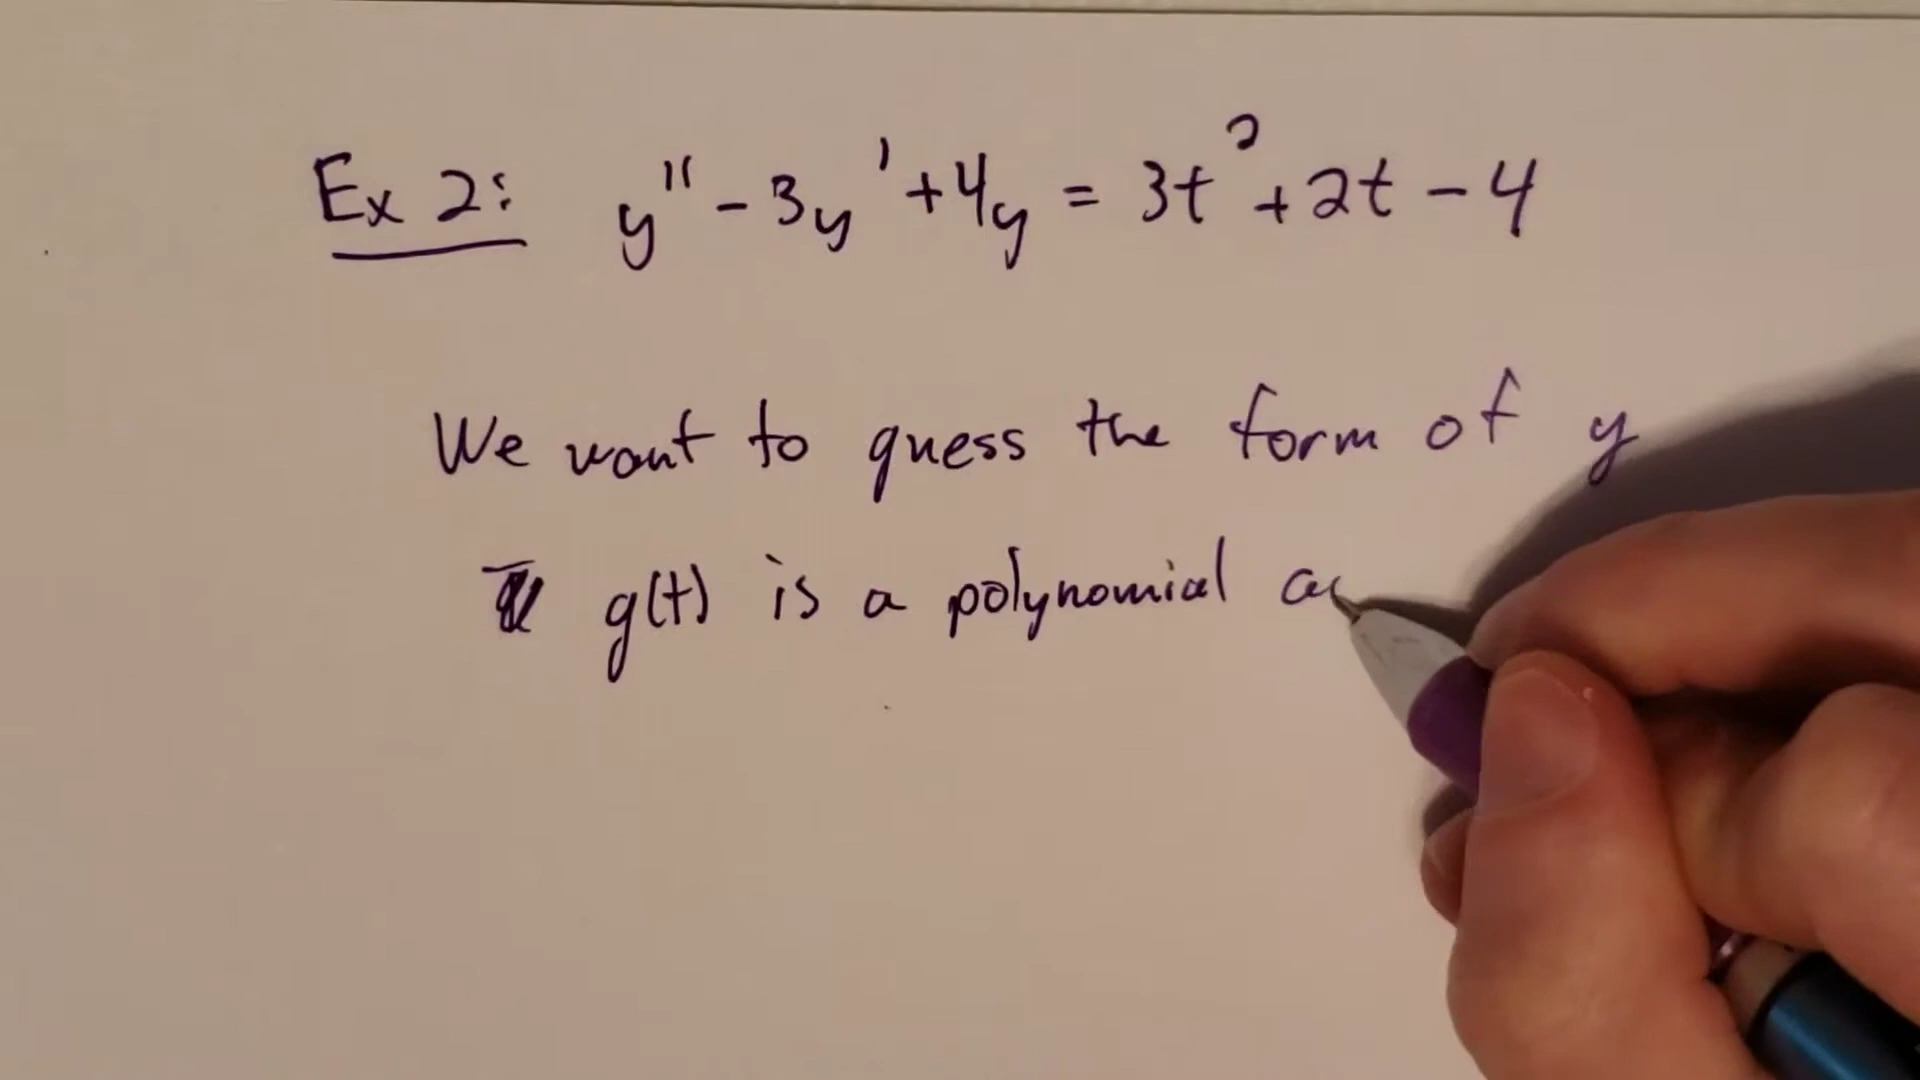 Ex 2: y'' - 3y' + 4y = 3t² + 2t - 4
We want to guess the form of y
g(t) is a polynomial